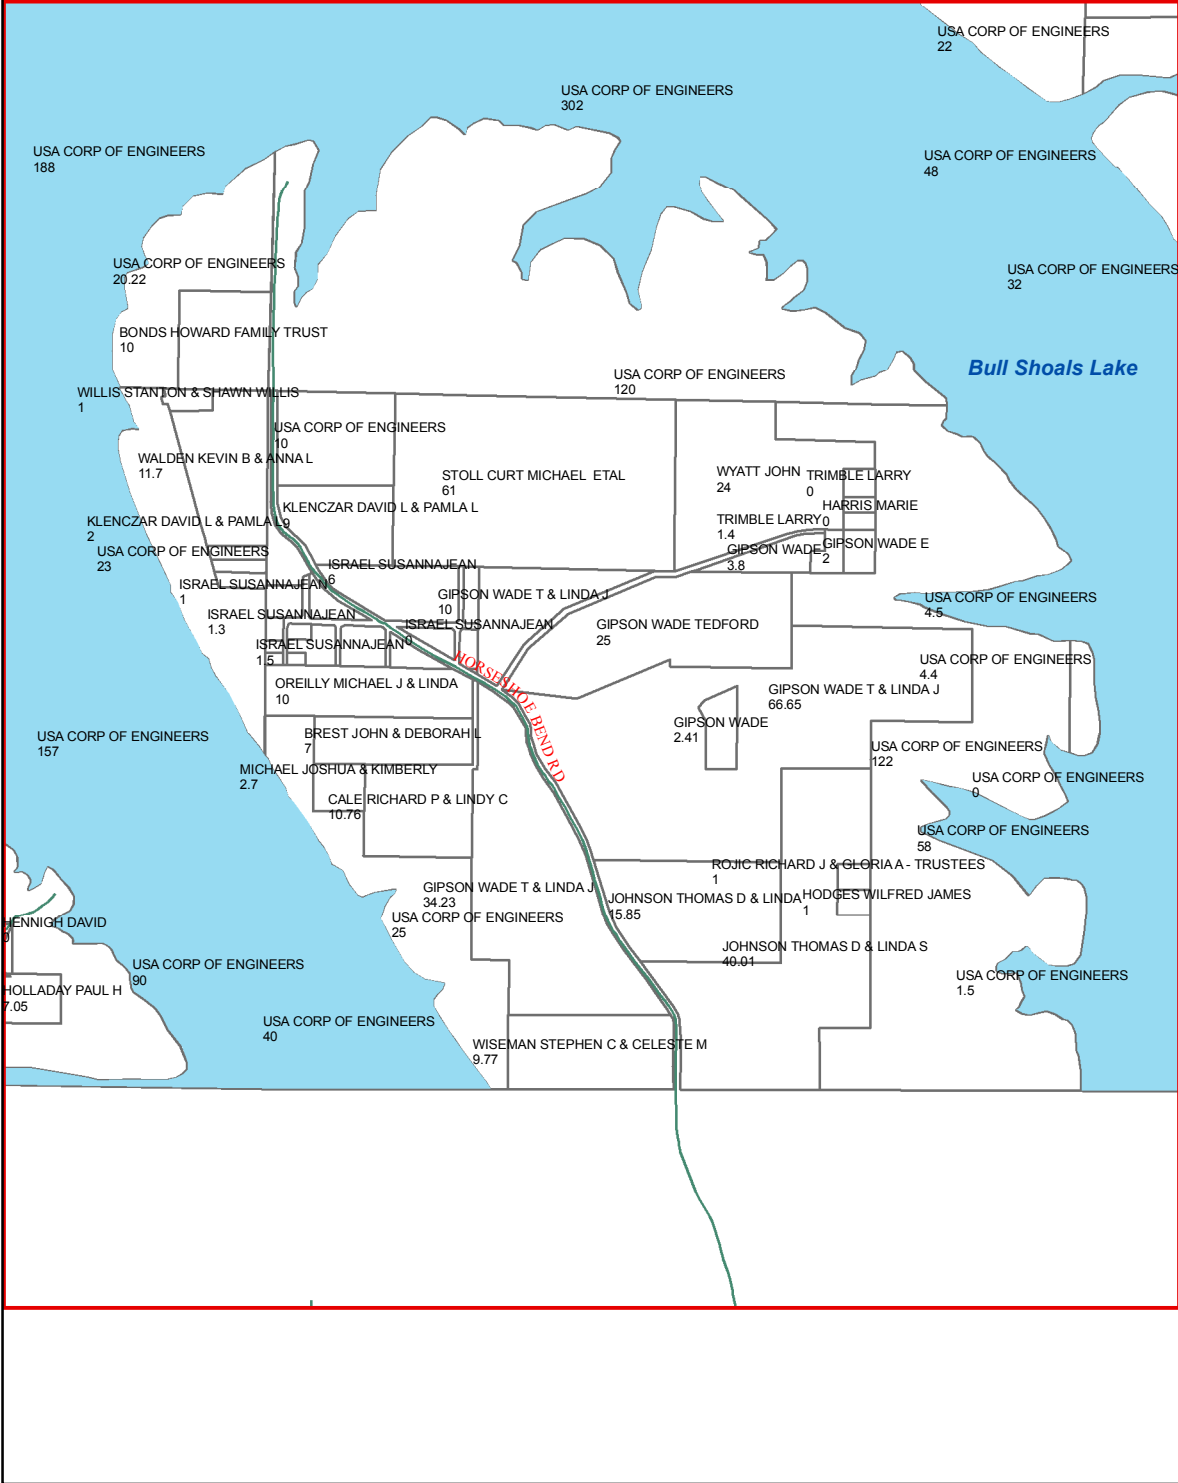 USA CORP OF ENGINEERS
22
USA CORP OF ENGINEERS
302
USA CORP OF ENGINEERS
188
USA CORP OF ENGINEERS
48
USA CORP OF ENGINEERS
20.22
USA CORP OF ENGINEERS
32
BONDS HOWARD FAMILY TRUST
10
Bull Shoals Lake
USA CORP OF ENGINEERS
120
WILLIS STANTON & SHAWN WILLIS
1
USA CORP OF ENGINEERS
10
WALDEN KEVIN B & ANNA L
11.7
STOLL CURT MICHAEL ETAL
61
WYATT JOHN
24
TRIMBLE LARRY
0
KLENCZAR DAVID L & PAMLA L
9
HARRIS MARIE
0
KLENCZAR DAVID L & PAMLA L
2
TRIMBLE LARRY
1.4
USA CORP OF ENGINEERS
23
GIPSON WADE
3.8
GIPSON WADE E
2
ISRAEL SUSANNAJEAN
6
ISRAEL SUSANNAJEAN
1
GIPSON WADE T & LINDA J
10
USA CORP OF ENGINEERS
4.5
ISRAEL SUSANNAJEAN
1.3
ISRAEL SUSANNAJEAN
0
GIPSON WADE TEDFORD
25
ISRAEL SUSANNAJEAN
1.5
USA CORP OF ENGINEERS
4.4
HORSESHOE BEND RD
OREILLY MICHAEL J & LINDA
10
GIPSON WADE T & LINDA J
66.65
GIPSON WADE
2.41
BREST JOHN & DEBORAH L
7
USA CORP OF ENGINEERS
157
USA CORP OF ENGINEERS
122
MICHAEL JOSHUA & KIMBERLY
2.7
USA CORP OF ENGINEERS
0
CALE RICHARD P & LINDY C
10.76
USA CORP OF ENGINEERS
58
ROJIC RICHARD J & GLORIA A - TRUSTEES
1
GIPSON WADE T & LINDA J
34.23
JOHNSON THOMAS D & LINDA
15.85
HODGES WILFRED JAMES
1
USA CORP OF ENGINEERS
25
HENNIGH DAVID
0
JOHNSON THOMAS D & LINDA S
40.01
USA CORP OF ENGINEERS
90
USA CORP OF ENGINEERS
1.5
HOLLADAY PAUL H
7.05
USA CORP OF ENGINEERS
40
WISEMAN STEPHEN C & CELESTE M
9.77